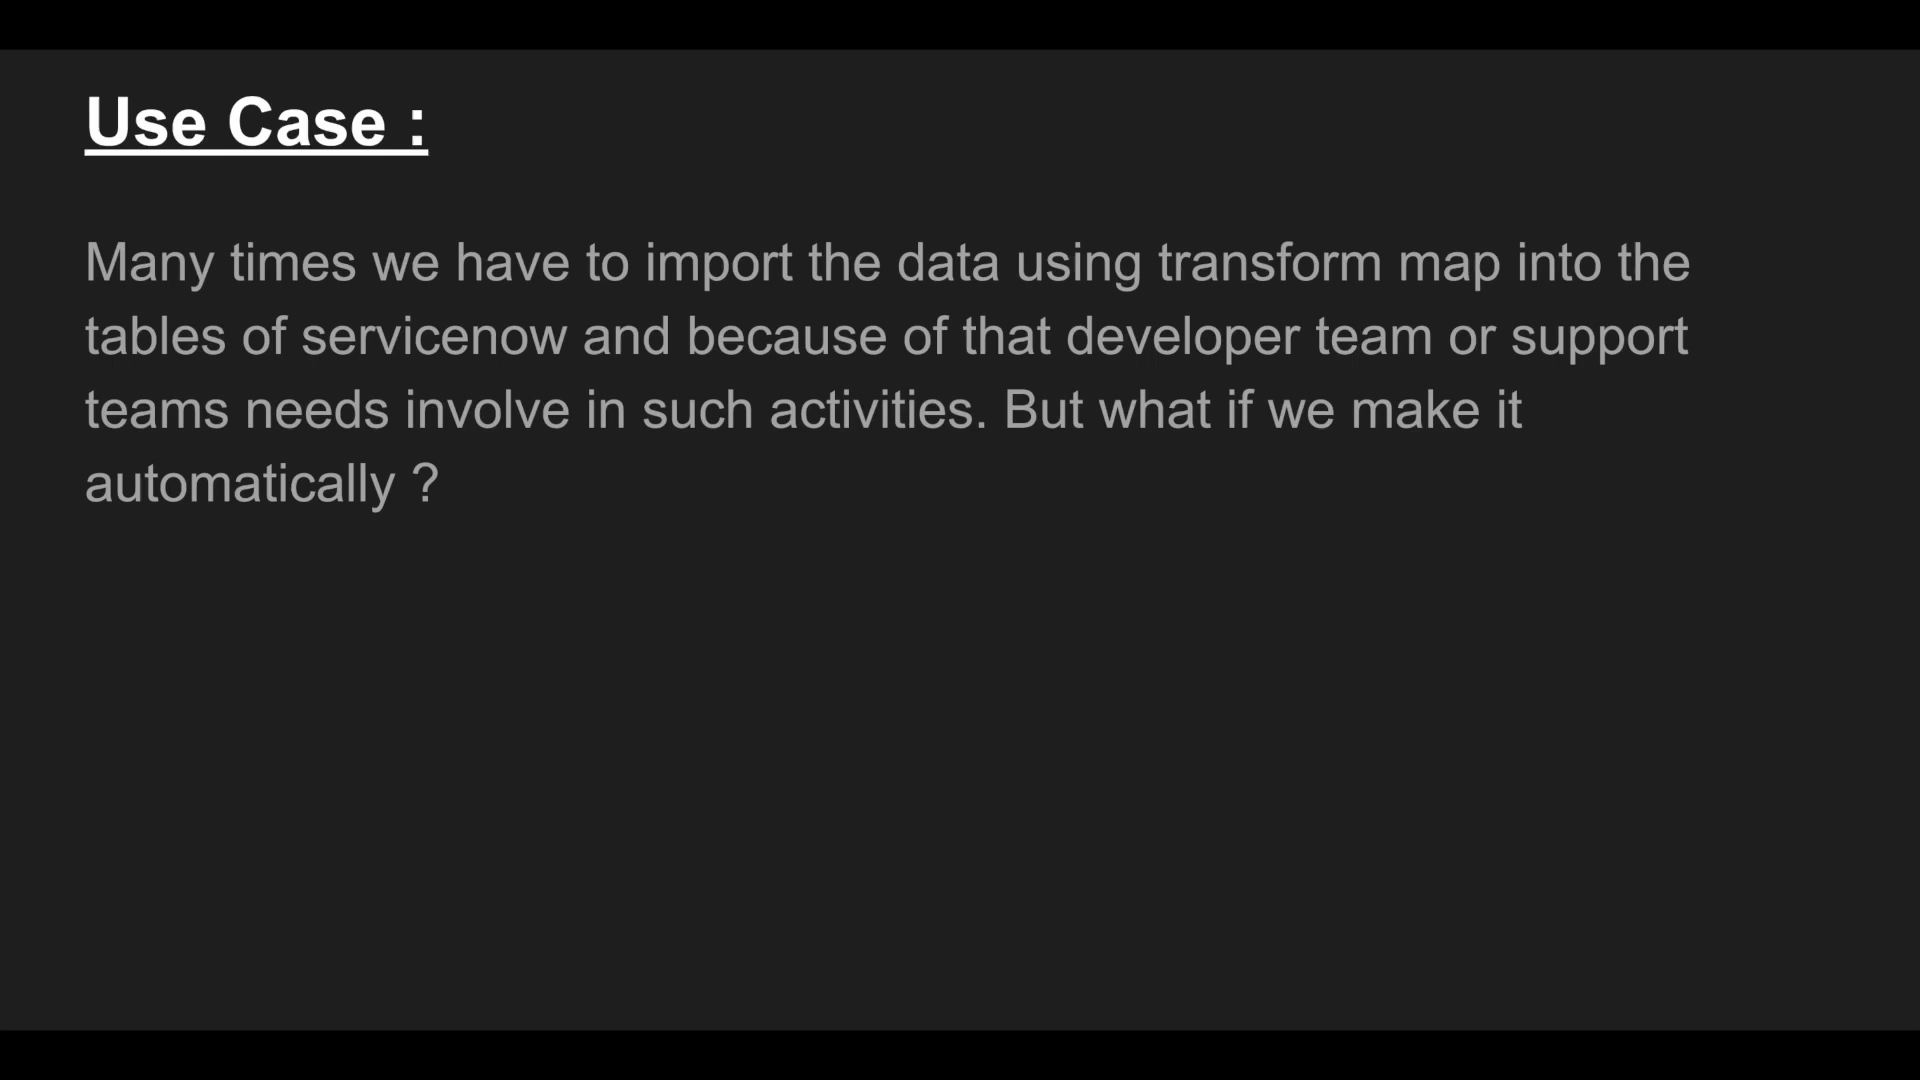 Use Case :
Many times we have to import the data using transform map into the
tables of servicenow and because of that developer team or support
teams needs involve in such activities. But what if we make it
automatically ?